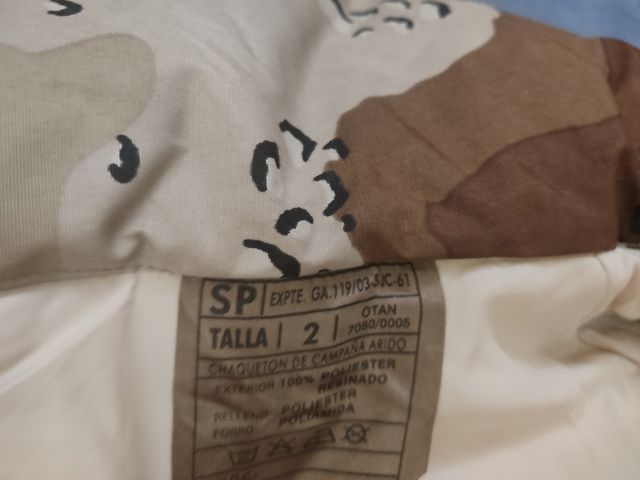 SP EXPTE. GA.119/03-SJC-61
TALLA 2 OTAN 7080/0005
CHAQUETON DE CAMPAÑA ARIDO
EXTERIOR 100% POLIESTER
RESINADO
RELLENO POLIESTER
FORRO POLIAMIDA